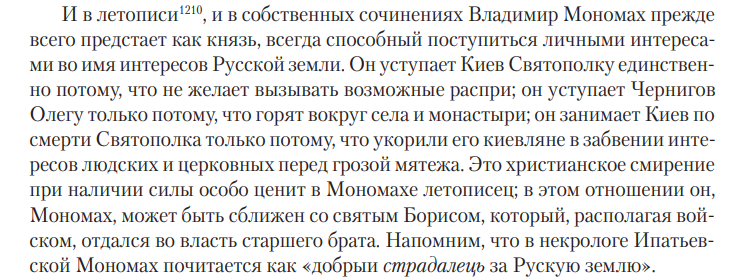 И в летописи¹²¹⁰, и в собственных сочинениях Владимир Мономах прежде
всего предстает как князь, всегда способный поступиться личными интереса-
ми во имя интересов Русской земли. Он уступает Киев Святополку единствен-
но потому, что не желает вызывать возможные распри; он уступает Чернигов
Олегу только потому, что горят вокруг села и монастыри; он занимает Киев по
смерти Святополка только потому, что укорили его киевляне в забвении инте-
ресов людских и церковных перед грозой мятежа. Это христианское смирение
при наличии силы особо ценит в Мономахе летописец; в этом отношении он,
Мономах, может быть сближен со святым Борисом, который, располагая вой-
ском, отдался во власть старшего брата. Напомним, что в некрологе Ипатьев-
ской Мономах почитается как «добрыи страдалець за Рускую землю».